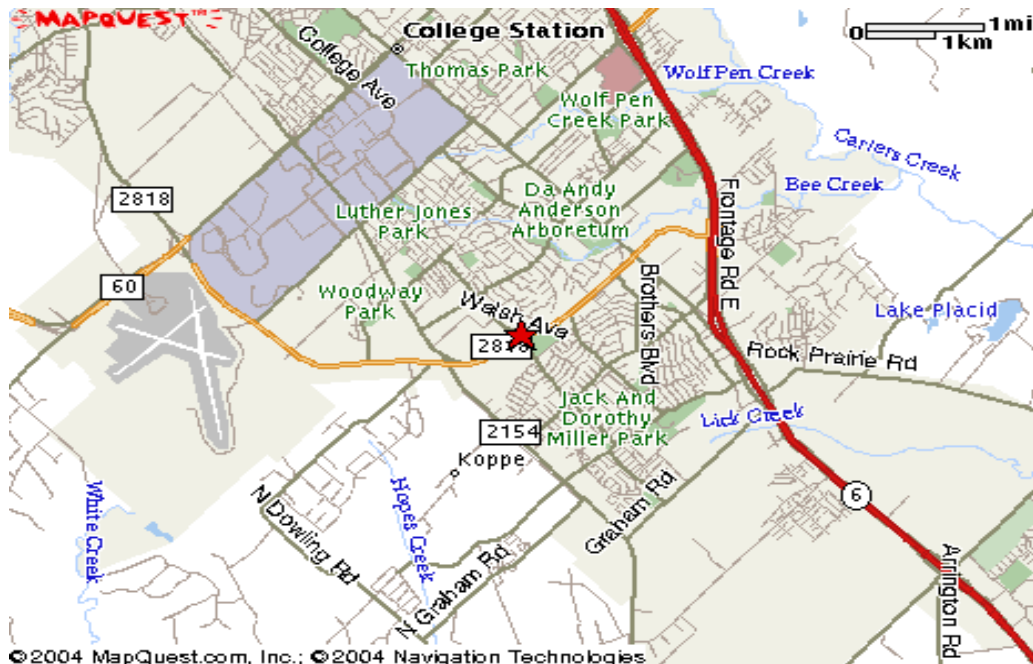 MAPQUEST
College Station
0
1mi
1km
College Ave
Thomas Park
Wolf Pen Creek
Wolf Pen
Creek Park
Carters Creek
Bee Creek
2818
Luther Jones
Park
Da Andy
Anderson
Arboretum
Frontage Rd E
60
Woodway
Park
Walsh Ave
Brothers Blvd
Lake Placid
Rock Prairie Rd
Jack And
Dorothy
Miller Park
Lick Creek
2154
Koppe
6
White Creek
N Dowling Rd
Hopes Creek
N Graham Rd
Graham Rd
Arrington Rd
©2004 MapQuest.com, Inc.; ©2004 Navigation Technologies